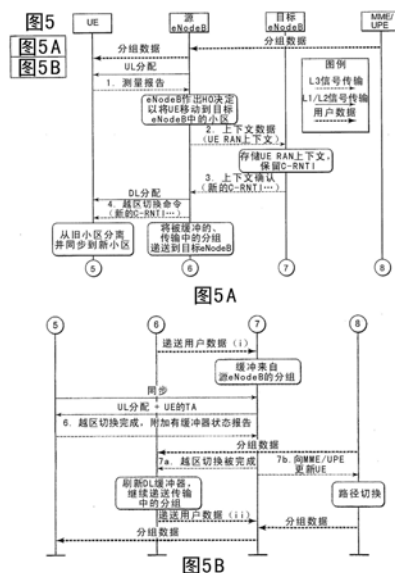 图5
图5A
图5B
UE
源
eNodeB
目标
eNodeB
MME/
UPE
分组数据
分组数据
UL分配
1. 测量报告
eNodeB作出HO决定
以将UE移动到目标
eNodeB中的小区
图例
L3信号传输
L1/L2信号传输
用户数据
2. 上下文数据
(UE RAN上下文)
存储UE RAN上下文,
保留C-RNTI
3. 上下文确认
(新的C-RNTI…)
DL分配
4. 越区切换命令
(新的C-RNTI…)
从旧小区分离
并同步到新小区
将被缓冲的、
传输中的分组
递送到目标eNodeB
5
6
7
8
图5A
5
6
7
8
递送用户数据(i)
缓冲来自
源eNodeB的分组
同步
UL分配 + UE的TA
6. 越区切换完成,附加有缓冲器状态报告
分组数据
7a. 越区切换被完成
7b. 向MME/UPE
更新UE
刷新DL缓冲器,
继续递送传输
中的分组
路径切换
递送用户数据(ii)
分组数据
分组数据
图5B